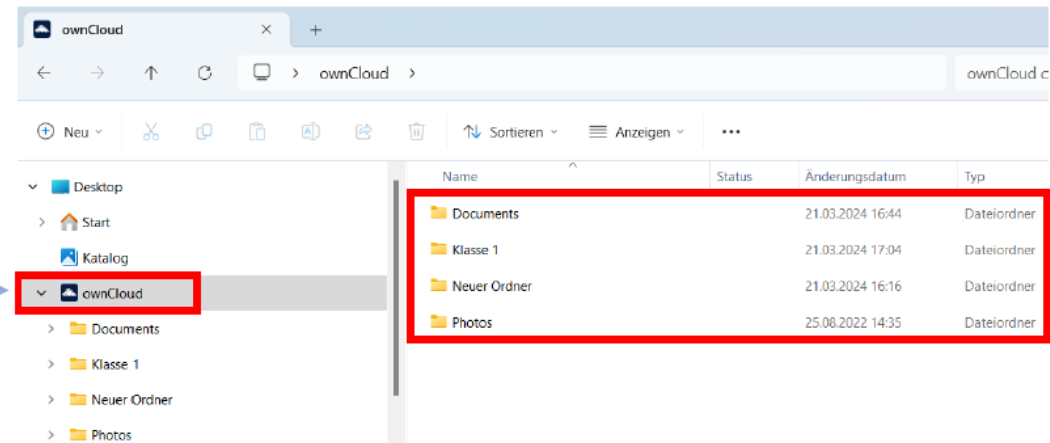 ownCloud
ownCloud
ownCloud c
Neu
Sortieren
Anzeigen
Desktop
Start
Katalog
ownCloud
Documents
Klasse 1
Neuer Ordner
Photos
Name Status Änderungsdatum Typ
Documents 21.03.2024 16:44 Dateiordner
Klasse 1 21.03.2024 17:04 Dateiordner
Neuer Ordner 21.03.2024 16:16 Dateiordner
Photos 25.08.2022 14:35 Dateiordner